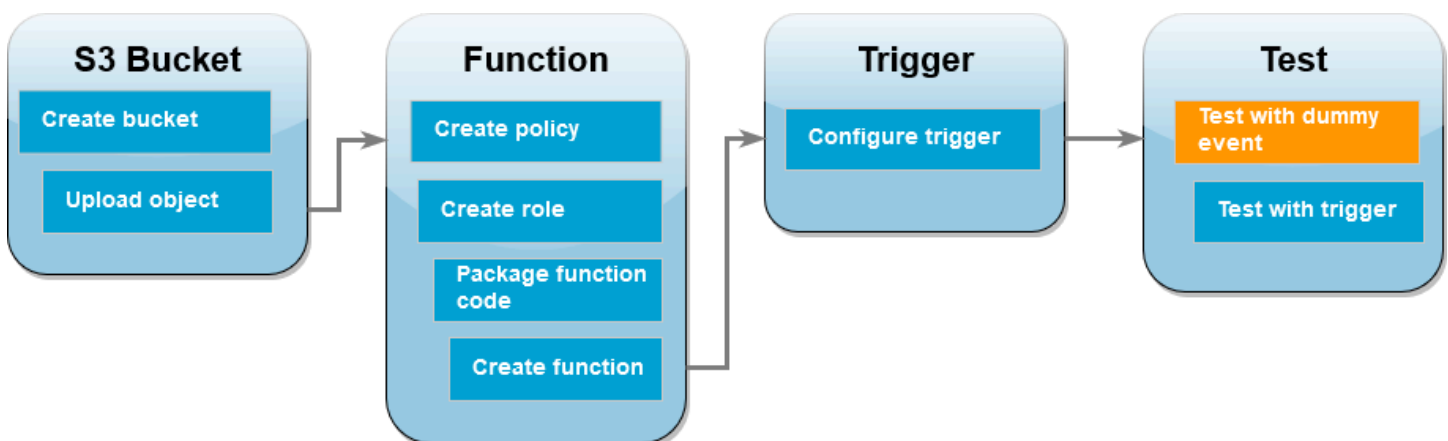 S3 Bucket
Create bucket
Upload object
Function
Create policy
Create role
Package function
code
Create function
Trigger
Configure trigger
Test
Test with dummy
event
Test with trigger